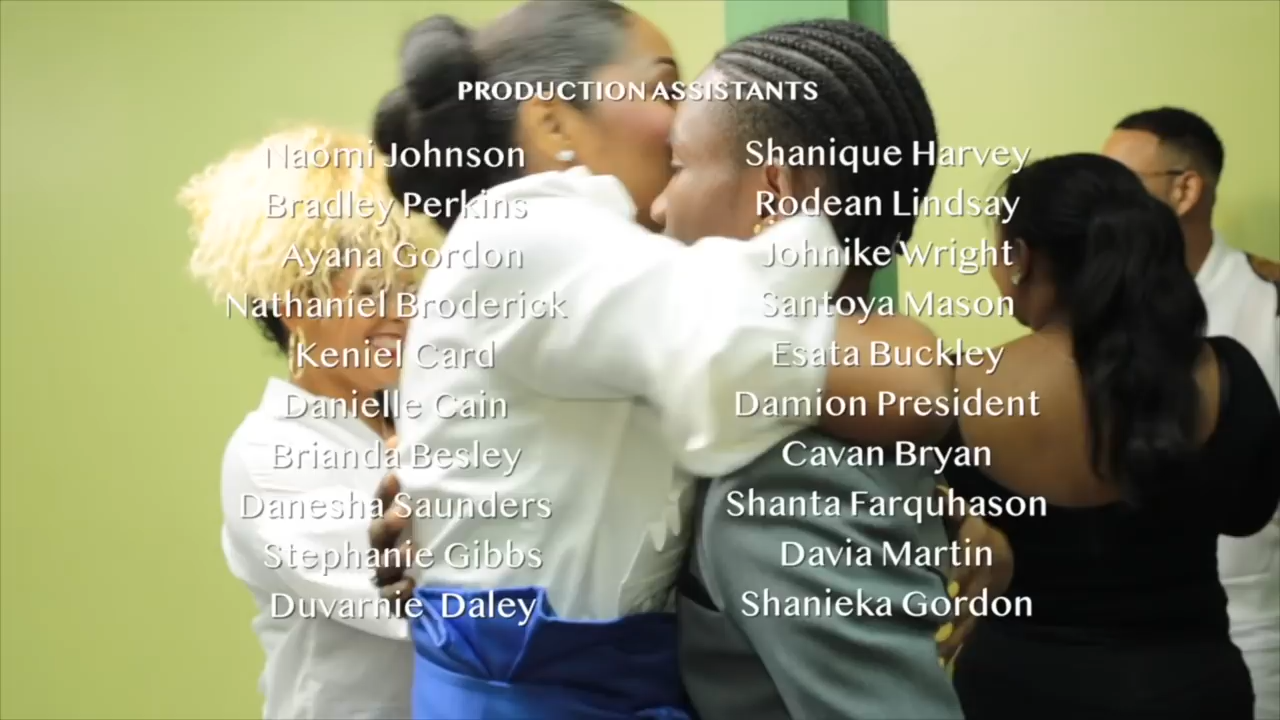 PRODUCTION ASSISTANTS
Naomi Johnson
Bradley Perkins
Ayana Gordon
Nathaniel Broderick
Keniel Card
Danielle Cain
Brianda Besley
Danesha Saunders
Stephanie Gibbs
Duvarnie Daley
Shanique Harvey
Rodean Lindsay
Johnike Wright
Santoya Mason
Esata Buckley
Damion President
Cavan Bryan
Shanta Farquhason
Davia Martin
Shanieka Gordon